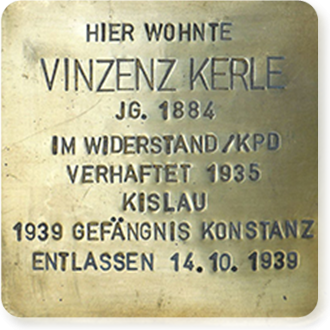 HIER WOHNTE
VINZENZ KERLE
JG. 1884
IM WIDERSTAND/KPD
VERHAFTET 1935
KISLAU
1939 GEFÄNGNIS KONSTANZ
ENTLASSEN 14.10.1939